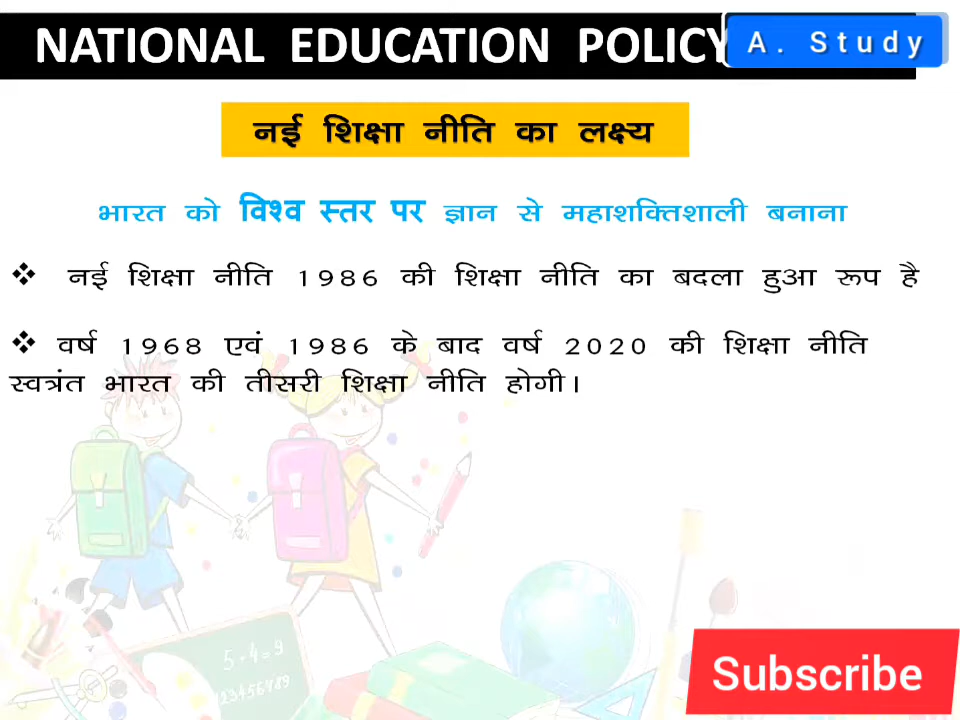 NATIONAL EDUCATION POLICY
A. Study
नई शिक्षा नीति का लक्ष्य
भारत को विश्व स्तर पर ज्ञान से महाशक्तिशाली बनाना
❖ नई शिक्षा नीति 1986 की शिक्षा नीति का बदला हुआ रूप है
❖ वर्ष 1968 एवं 1986 के बाद वर्ष 2020 की शिक्षा नीति
स्वत्रंत भारत की तीसरी शिक्षा नीति होगी।
5+4=9
123456789
Subscribe